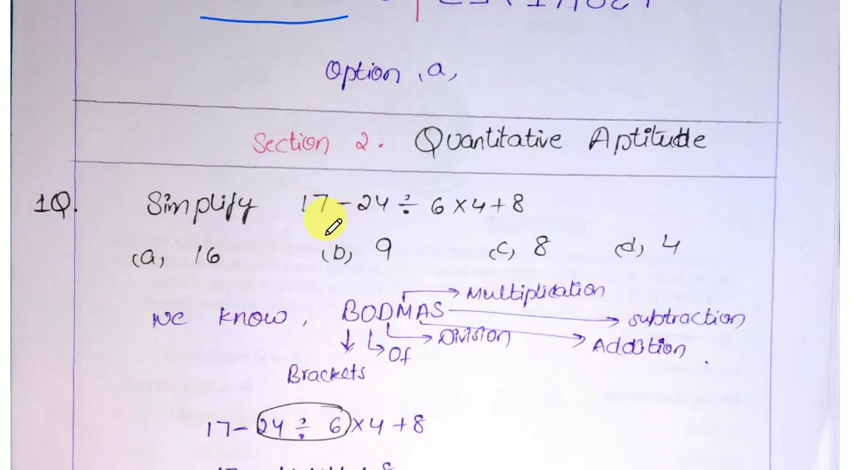 Option (a)
Section 2. Quantitative Aptitude
1Q. Simplify 17 - 24 ÷ 6 × 4 + 8
(a) 16 (b) 9 (c) 8 (d) 4
Multiplication
We know, BODMAS
subtraction
Division
Of
Addition
Brackets
17 - 24 ÷ 6 × 4 + 8